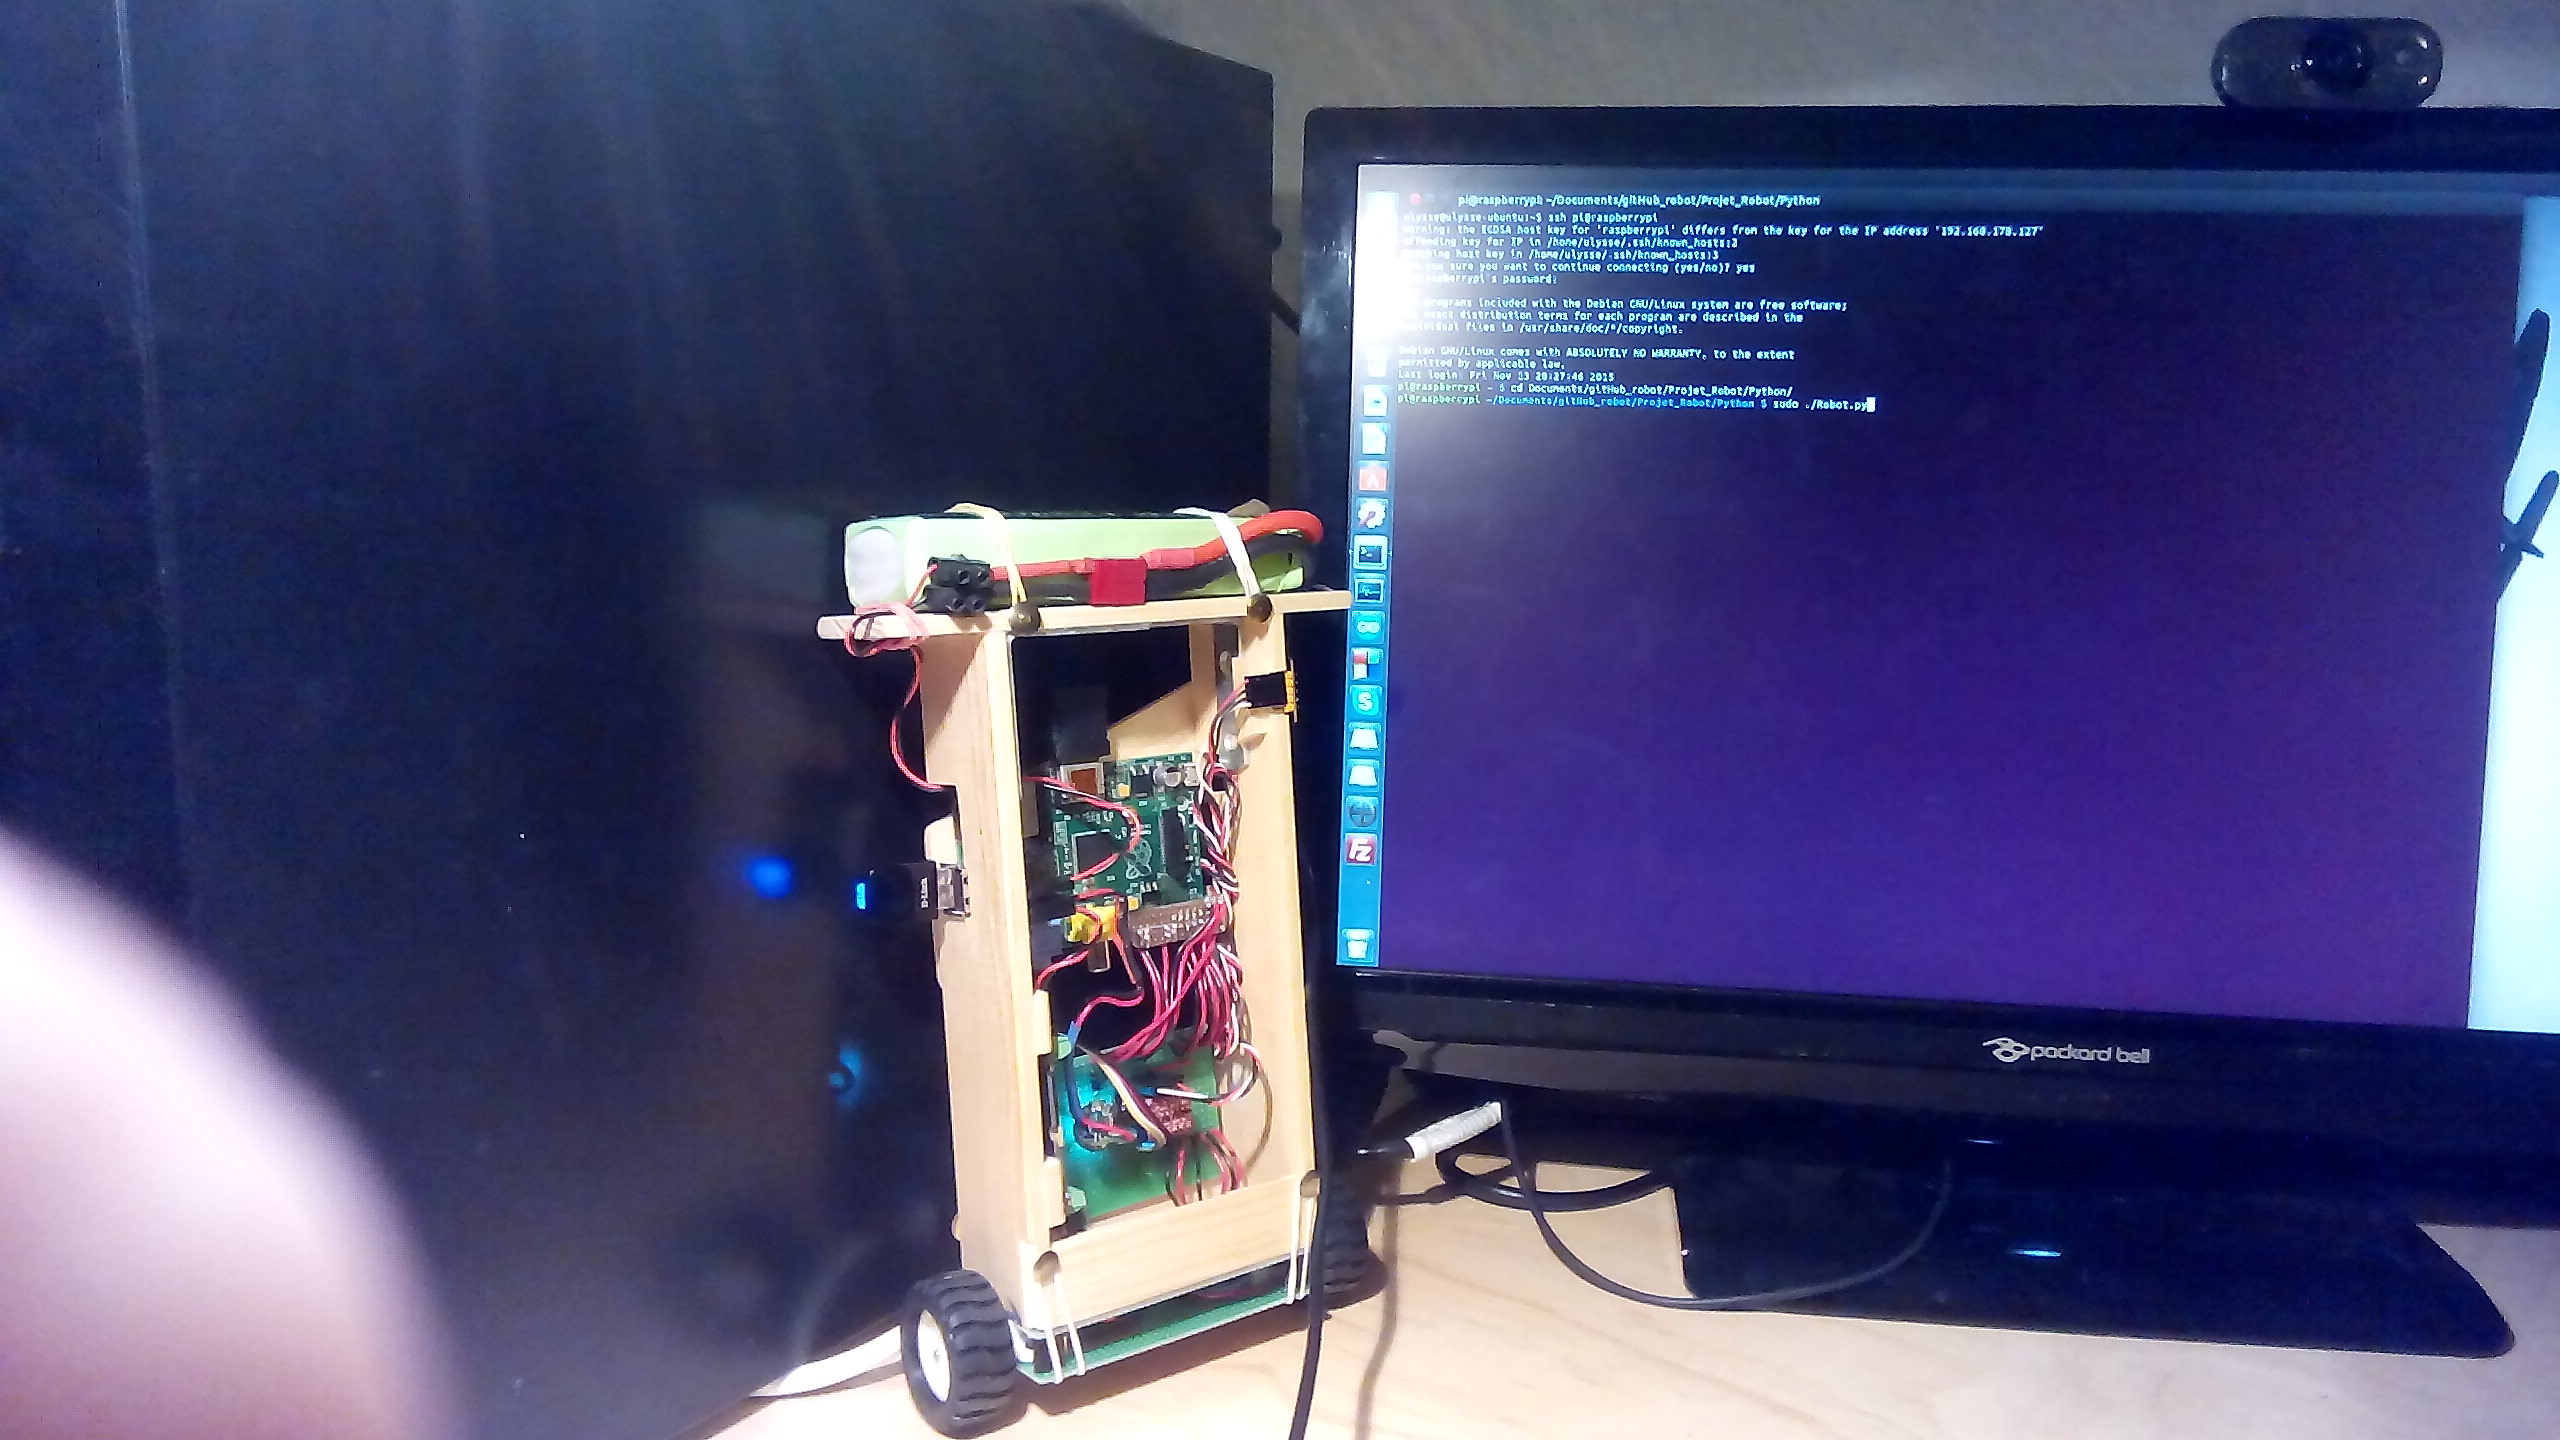 pi@raspberrypi ~/Documents/gitHub_robot/Projet_Robot/Python
ulysse@ulysse-ubuntu:~$ ssh pi@raspberrypi
Warning: the ECDSA host key for 'raspberrypi' differs from the key for the IP address '192.168.178.127'
Offending key for IP in /home/ulysse/.ssh/known_hosts:2
host key in /home/ulysse/.ssh/known_hosts:3
you sure you want to continue connecting (yes/no)? yes
raspberrypi's password:
programs included with the Debian GNU/Linux system are free software;
exact distribution terms for each program are described in the
individual files in /usr/share/doc/*/copyright.
Debian GNU/Linux comes with ABSOLUTELY NO WARRANTY, to the extent
permitted by applicable law.
Last login: Fri Nov 13 20:27:46 2015
pi@raspberrypi ~ $ cd Documents/gitHub_robot/Projet_Robot/Python/
pi@raspberrypi ~/Documents/gitHub_robot/Projet_Robot/Python $ sudo ./Robot.py
D-Link
packard bell